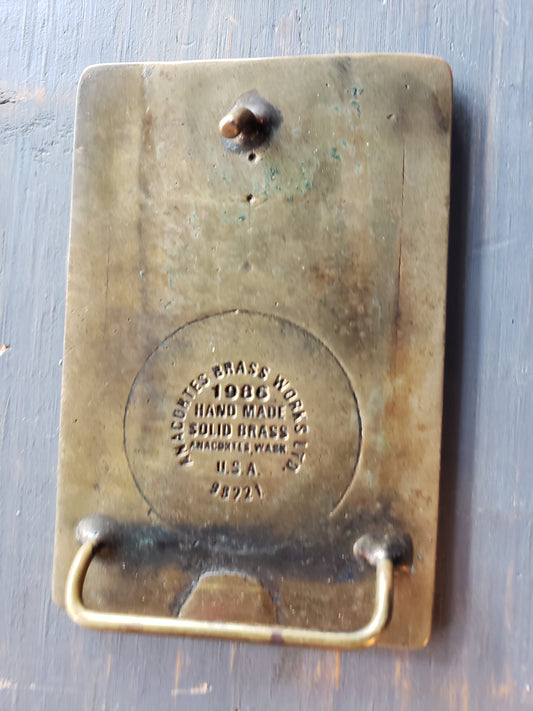 ANACORTES BRASS WORKS LTD.
1986
HAND MADE
SOLID BRASS
ANACORTES, WASH.
U.S.A.
98221